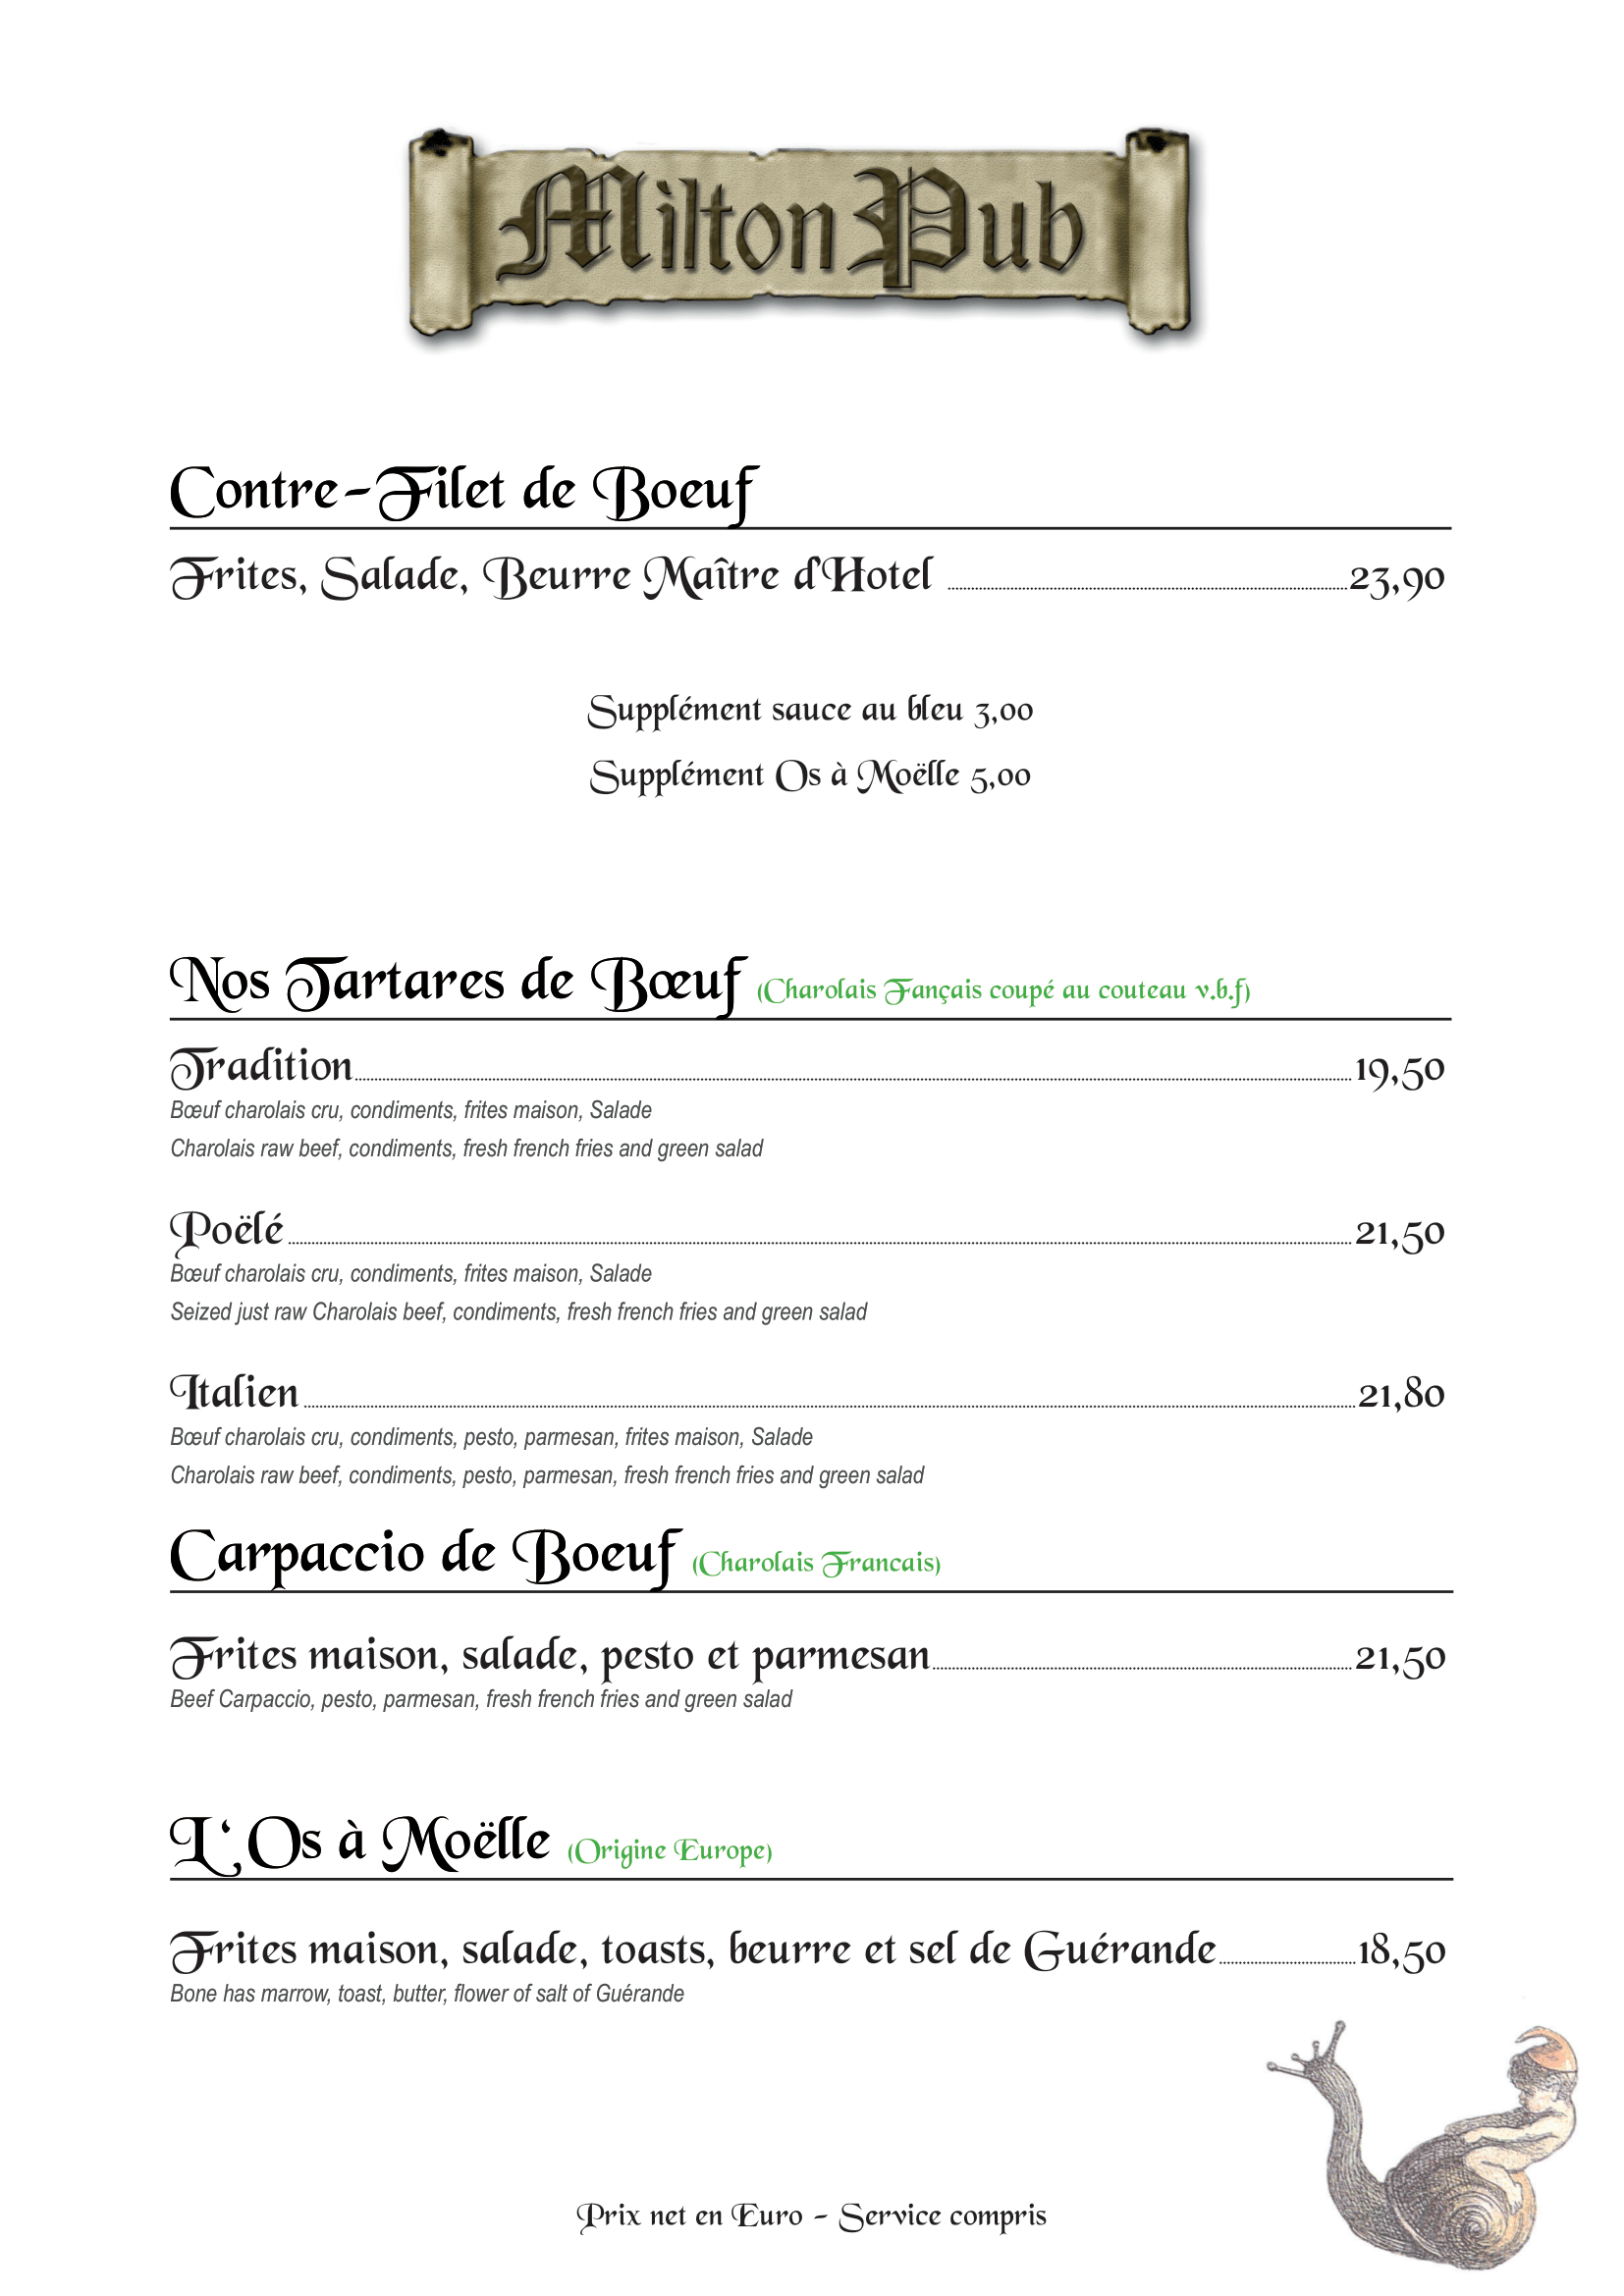 Milton Pub
Contre-Filet de Boeuf
Frites, Salade, Beurre Maître d'Hotel 23,90
Supplément sauce au bleu 3,00
Supplément Os à Moëlle 5,00
Nos Tartares de Bœuf (Charolais Fançais coupé au couteau v.b.f)
Tradition 19,50
Bœuf charolais cru, condiments, frites maison, Salade
Charolais raw beef, condiments, fresh french fries and green salad
Poëlé 21,50
Bœuf charolais cru, condiments, frites maison, Salade
Seized just raw Charolais beef, condiments, fresh french fries and green salad
Italien 21,80
Bœuf charolais cru, condiments, pesto, parmesan, frites maison, Salade
Charolais raw beef, condiments, pesto, parmesan, fresh french fries and green salad
Carpaccio de Boeuf (Charolais Francais)
Frites maison, salade, pesto et parmesan 21,50
Beef Carpaccio, pesto, parmesan, fresh french fries and green salad
L' Os à Moëlle (Origine Europe)
Frites maison, salade, toasts, beurre et sel de Guérande 18,50
Bone has marrow, toast, butter, flower of salt of Guérande
Prix net en Euro - Service compris